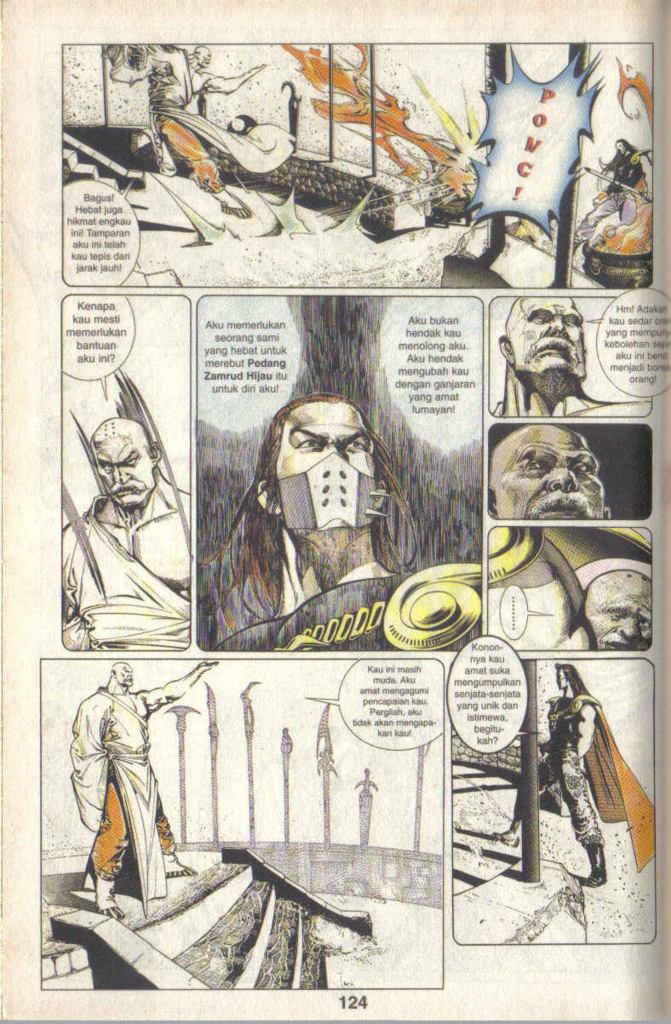 Bagus!
Hebat juga
hikmat engkau
ini! Tamparan
aku ini telah
kau tepis dari
jarak jauh!
PONG!
Kenapa
kau mesti
memerlukan
bantuan
aku ini?
Aku memerlukan
seorang sami
yang hebat untuk
merebut Pedang
Zamrud Hijau itu
untuk diri aku!
Aku bukan
hendak kau
menolong aku.
Aku hendak
mengubah kau
dengan ganjaran
yang amat
lumayan!
Hm! Adakah
kau sedar
yang
kebolehan
aku ini
menjadi
orang!
.......
Kau ini masih
muda. Aku
amat mengagumi
pencapaian kau.
Pergilah, aku
tidak akan mengapa-
kan kau!
Konon-
nya kau
amat suka
mengumpulkan
senjata-senjata
yang unik dan
istimewa,
begitu-
kah?
124